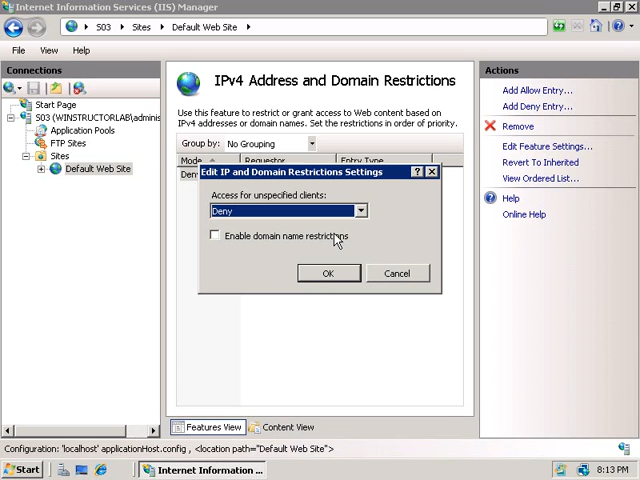 Internet Information Services (IIS) Manager
S03
Sites
Default Web Site
File
View
Help
Connections
Start Page
S03 (WINSTRUCTORLAB\adminis
Application Pools
FTP Sites
Sites
Default Web Site
IPv4 Address and Domain Restrictions
Use this feature to restrict or grant access to Web content based on
IPv4 addresses or domain names. Set the restrictions in order of priority.
Group by:
No Grouping
Mode
Requestor
Entry Type
Den
Edit IP and Domain Restrictions Settings
Access for unspecified clients:
Deny
Enable domain name restrictions
OK
Cancel
Features View
Content View
Actions
Add Allow Entry...
Add Deny Entry...
Remove
Edit Feature Settings...
Revert To Inherited
View Ordered List...
Help
Online Help
Configuration: 'localhost' applicationHost.config , <location path="Default Web Site">
Start
Internet Information ...
8:13 PM